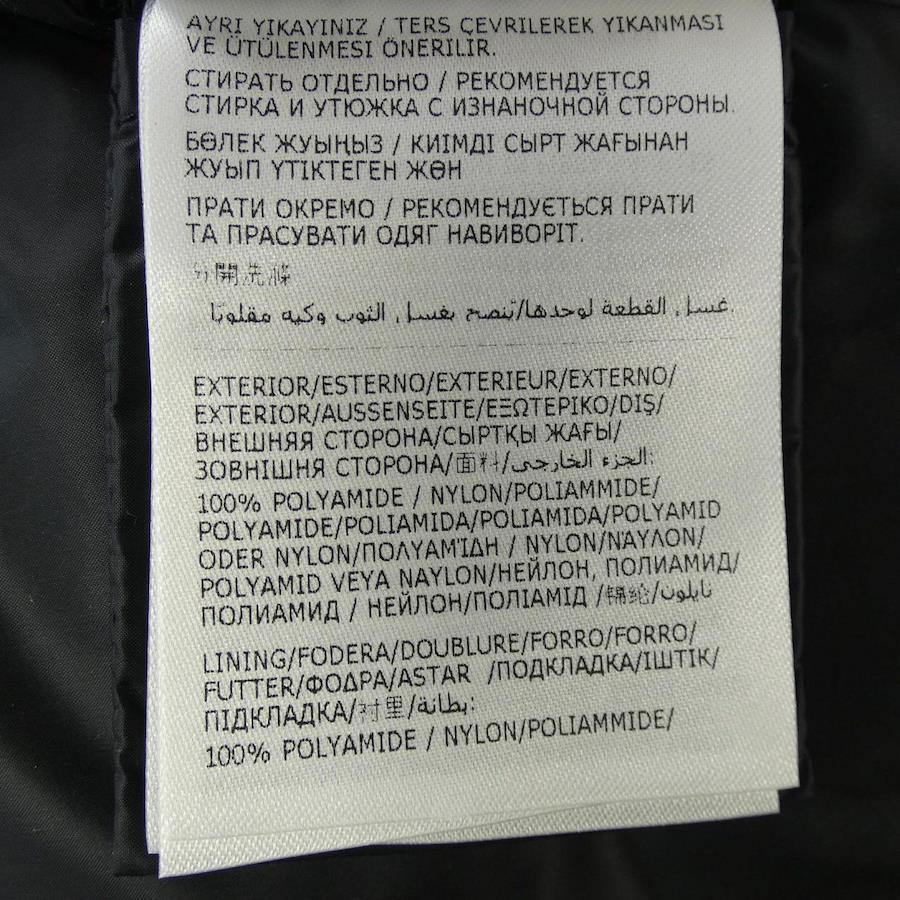 AYRI YIKAYINIZ / TERS ÇEVRILEREK YIKANMASI
VE ÜTÜLENMESI ÖNERILIR.
СТИРАТЬ ОТДЕЛЬНО / РЕКОМЕНДУЕТСЯ
СТИРКА И УТЮЖКА С ИЗНАНОЧНОЙ СТОРОНЫ.
БӨЛЕК ЖУЫҢЫЗ / КИІМДІ СЫРТ ЖАҒЫНАН
ЖУЫП ҮТІКТЕГЕН ЖӨН
ПРАТИ ОКРЕМО / РЕКОМЕНДУЄТЬСЯ ПРАТИ
ТА ПРАСУВАТИ ОДЯГ НАВИВОРІТ.
分開洗滌
غسل القطعة لوحدها/يُنصح بغسل الثوب وكيه مقلوبًا.
EXTERIOR/ESTERNO/EXTERIEUR/EXTERNO/
EXTERIOR/AUSSENSEITE/ΕΞΩΤΕΡΙΚΟ/DIŞ/
ВНЕШНЯЯ СТОРОНА/СЫРТҚЫ ЖАҒЫ/
ЗОВНІШНЯ СТОРОНА/面料/الجزء الخارجي:
100% POLYAMIDE / NYLON/POLIAMMIDE/
POLYAMIDE/POLIAMIDA/POLIAMIDA/POLYAMID
ODER NYLON/ΠΟΛΥΑΜΊΔΗ / NYLON/ΝΆΥΛΟΝ/
POLYAMID VEYA NAYLON/НЕЙЛОН, ПОЛИАМИД/
ПОЛИАМИД / НЕЙЛОН/ПОЛІАМІД /锦纶/نايلون
LINING/FODERA/DOUBLURE/FORRO/FORRO/
FUTTER/ΦΟΔΡΑ/ASTAR /ПОДКЛАДКА/ІШТІК/
ПІДКЛАДКА/衬里/بطانة:
100% POLYAMIDE / NYLON/POLIAMMIDE/